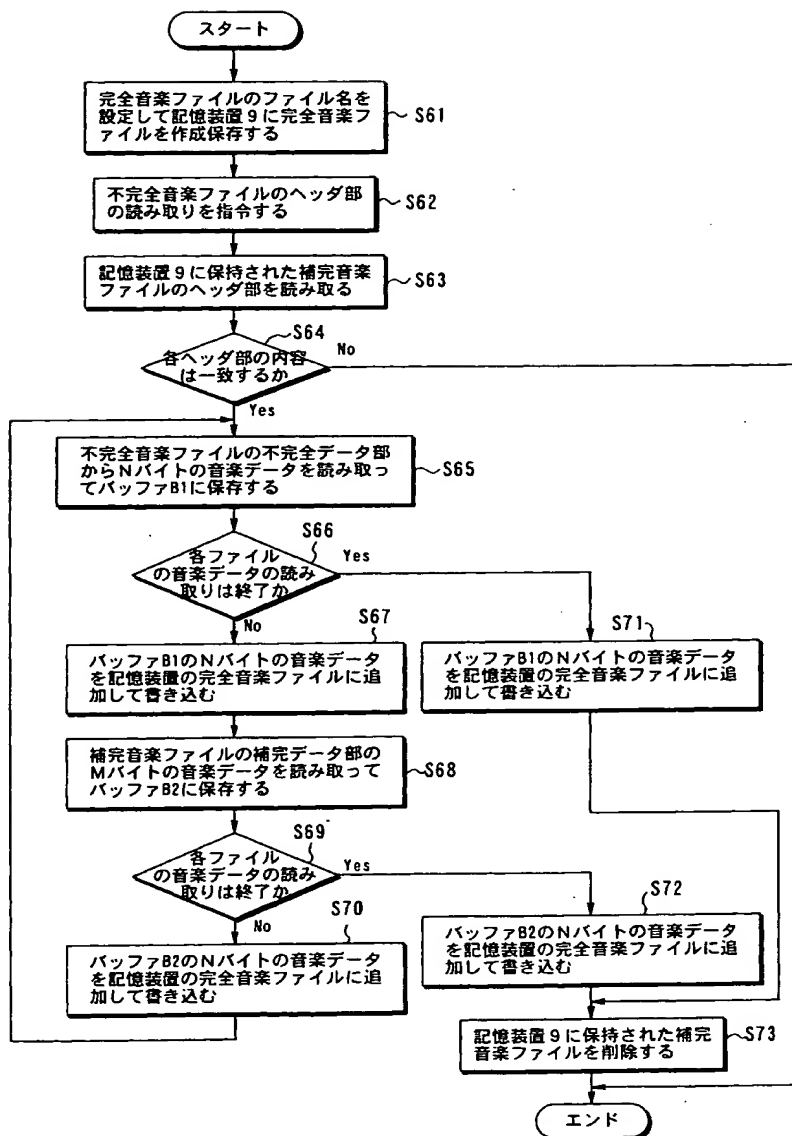 スタート
完全音楽ファイルのファイル名を
設定して記憶装置９に完全音楽フ
ァイルを作成保存する
S61
不完全音楽ファイルのヘッダ部
の読み取りを指令する
S62
記憶装置９に保持された補完音楽
ファイルのヘッダ部を読み取る
S63
S64
各ヘッダ部の内容
は一致するか
No
Yes
不完全音楽ファイルの不完全データ部
からＮバイトの音楽データを読み取っ
てバッファB1に保存する
S65
S66
各ファイル
の音楽データの読み
取りは終了か
Yes
No
S67
バッファB1のＮバイトの音楽データ
を記憶装置の完全音楽ファイルに追
加して書き込む
S71
バッファB1のＮバイトの音楽データ
を記憶装置の完全音楽ファイルに追
加して書き込む
補完音楽ファイルの補完データ部の
Ｍバイトの音楽データを読み取って
バッファB2に保存する
S68
S69
各ファイル
の音楽データの読み
取りは終了か
Yes
No
S70
バッファB2のＮバイトの音楽データ
を記憶装置の完全音楽ファイルに追
加して書き込む
S72
バッファB2のＮバイトの音楽データ
を記憶装置の完全音楽ファイルに追
加して書き込む
記憶装置９に保持された補完
音楽ファイルを削除する
S73
エンド